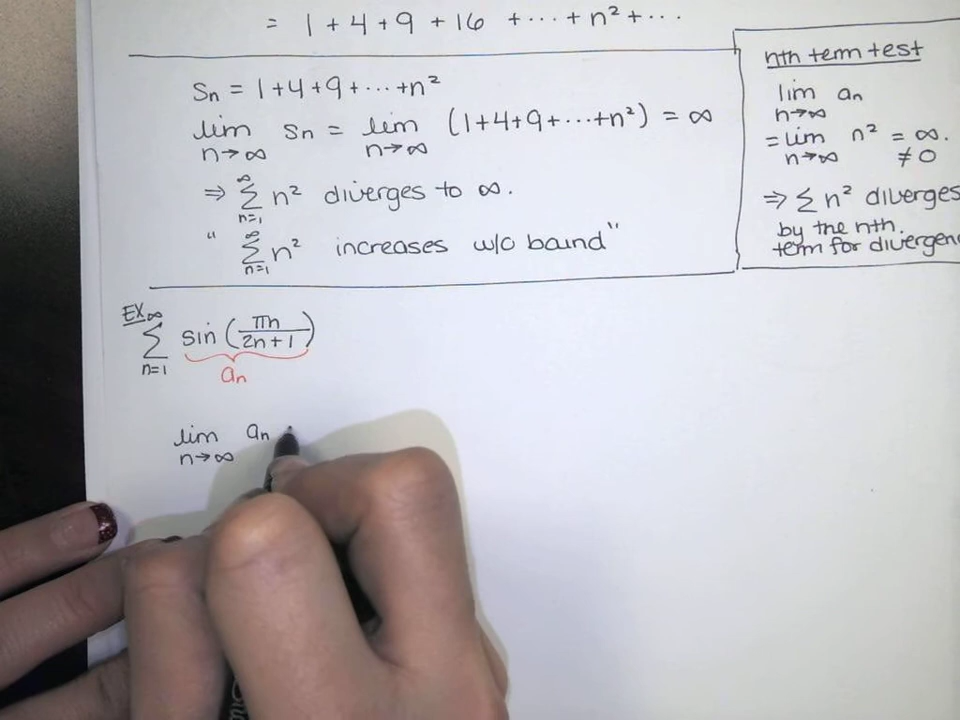 = 1 + 4 + 9 + 16 + ... + n² + ...
Sn = 1+4+9+...+n²
lim Sn = lim (1+4+9+...+n²) = ∞
n→∞ n→∞
⇒ ∞∑n=1 n² diverges to ∞.
" ∞∑n=1 n² increases w/o bound"
nth term test
lim an
n→∞
= lim n² = ∞.
n→∞ ≠ 0
⇒ ∑ n² diverges
by the nth.
term for
EX ∞∑n=1 sin (πn/2n+1)
an
lim an
n→∞